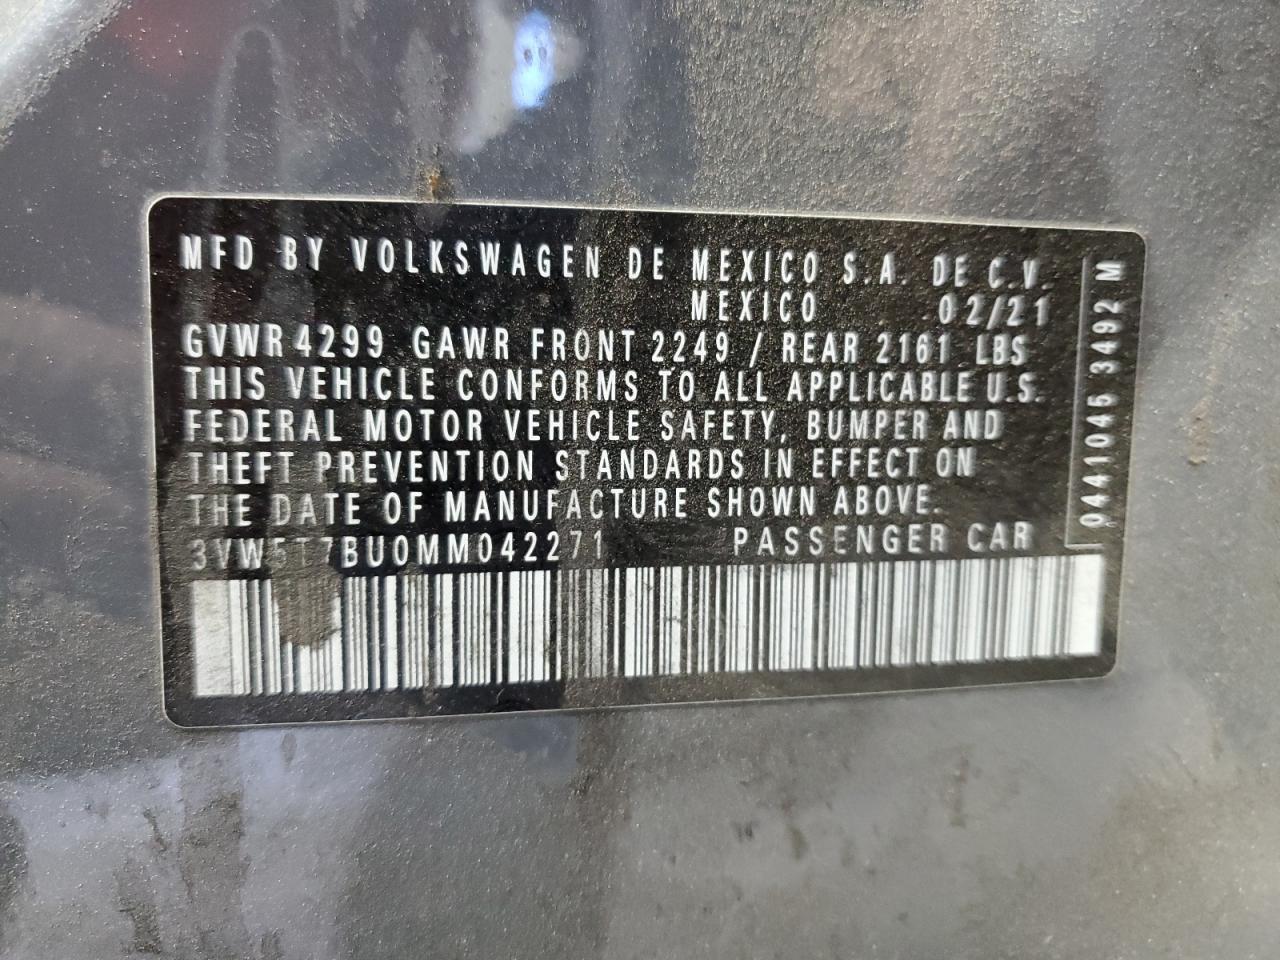 MFD BY VOLKSWAGEN DE MEXICO S.A. DE C.V.
MEXICO 02/21
GVWR 4299 GAWR FRONT 2249 / REAR 2161 LBS
THIS VEHICLE CONFORMS TO ALL APPLICABLE U.S.
FEDERAL MOTOR VEHICLE SAFETY, BUMPER AND
THEFT PREVENTION STANDARDS IN EFFECT ON
THE DATE OF MANUFACTURE SHOWN ABOVE.
3VW5T7BU0MM042271 PASSENGER CAR
0441045 3492 M